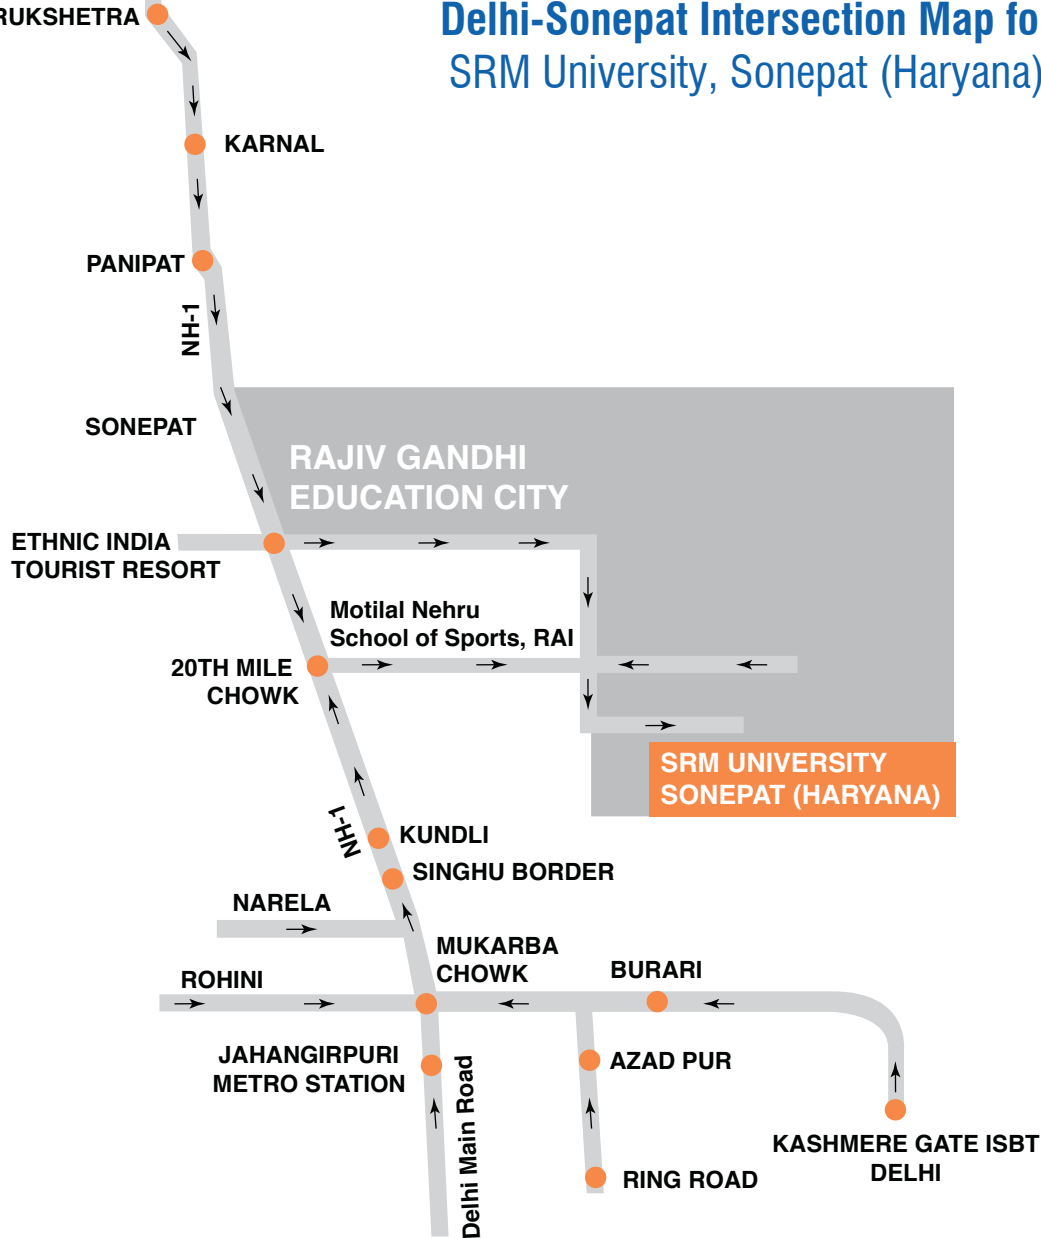 RUKSHETRA
Delhi-Sonepat Intersection Map fo
SRM University, Sonepat (Haryana)
KARNAL
PANIPAT
NH-1
SONEPAT
RAJIV GANDHI
EDUCATION CITY
ETHNIC INDIA
TOURIST RESORT
Motilal Nehru
School of Sports, RAI
20TH MILE
CHOWK
SRM UNIVERSITY
SONEPAT (HARYANA)
NH-1
KUNDLI
SINGHU BORDER
NARELA
MUKARBA
CHOWK
BURARI
ROHINI
JAHANGIRPURI
METRO STATION
Delhi Main Road
AZAD PUR
KASHMERE GATE ISBT
DELHI
RING ROAD